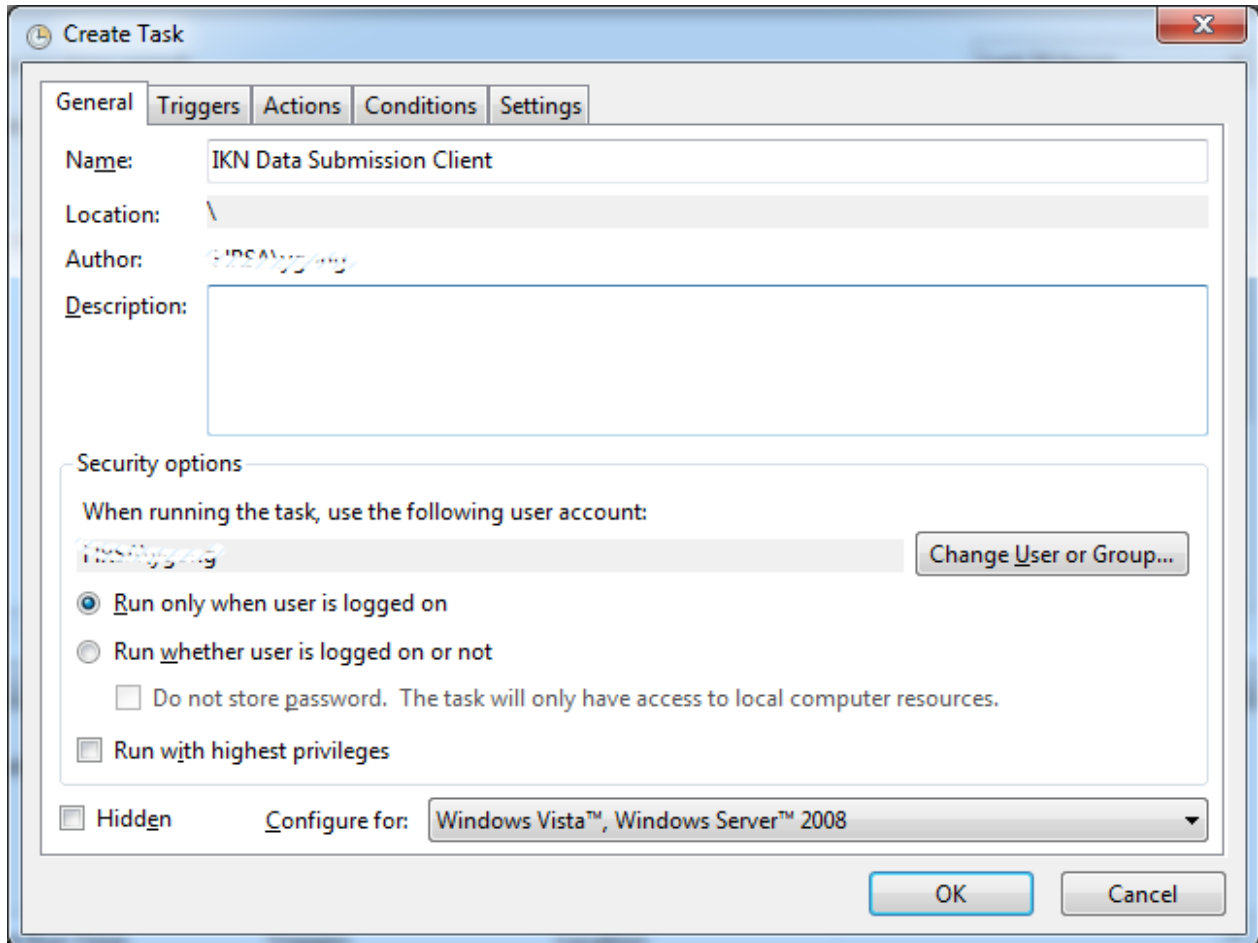 Create Task
General Triggers Actions Conditions Settings
Name: IKN Data Submission Client
Location: \
Author:
Description:
Security options
When running the task, use the following user account:
Change User or Group...
Run only when user is logged on
Run whether user is logged on or not
Do not store password. The task will only have access to local computer resources.
Run with highest privileges
Hidden Configure for: Windows Vista™, Windows Server™ 2008
OK Cancel